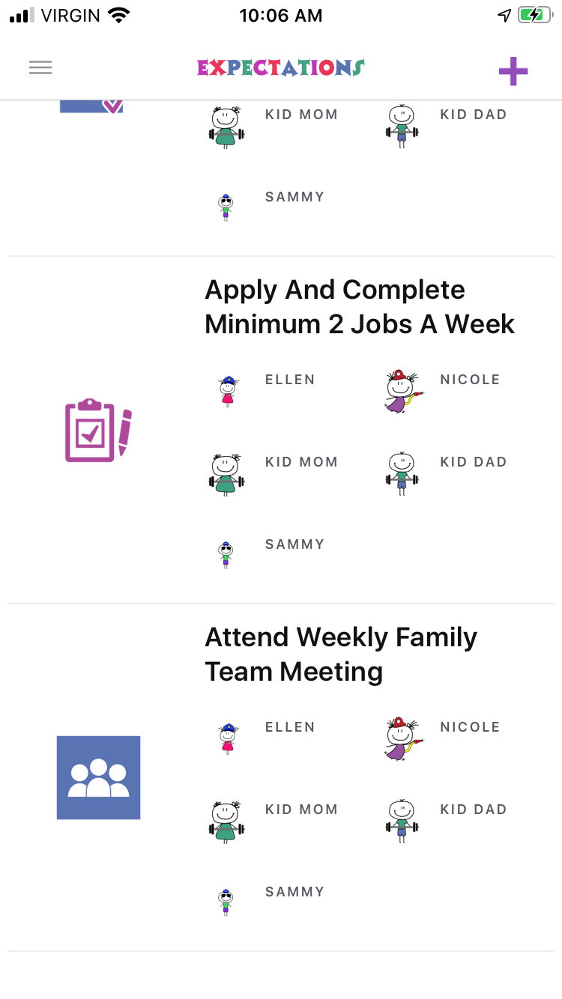 VIRGIN 10:06 AM
EXPECTATIONS
KID MOM KID DAD
SAMMY
Apply And Complete
Minimum 2 Jobs A Week
ELLEN NICOLE
KID MOM KID DAD
SAMMY
Attend Weekly Family
Team Meeting
ELLEN NICOLE
KID MOM KID DAD
SAMMY